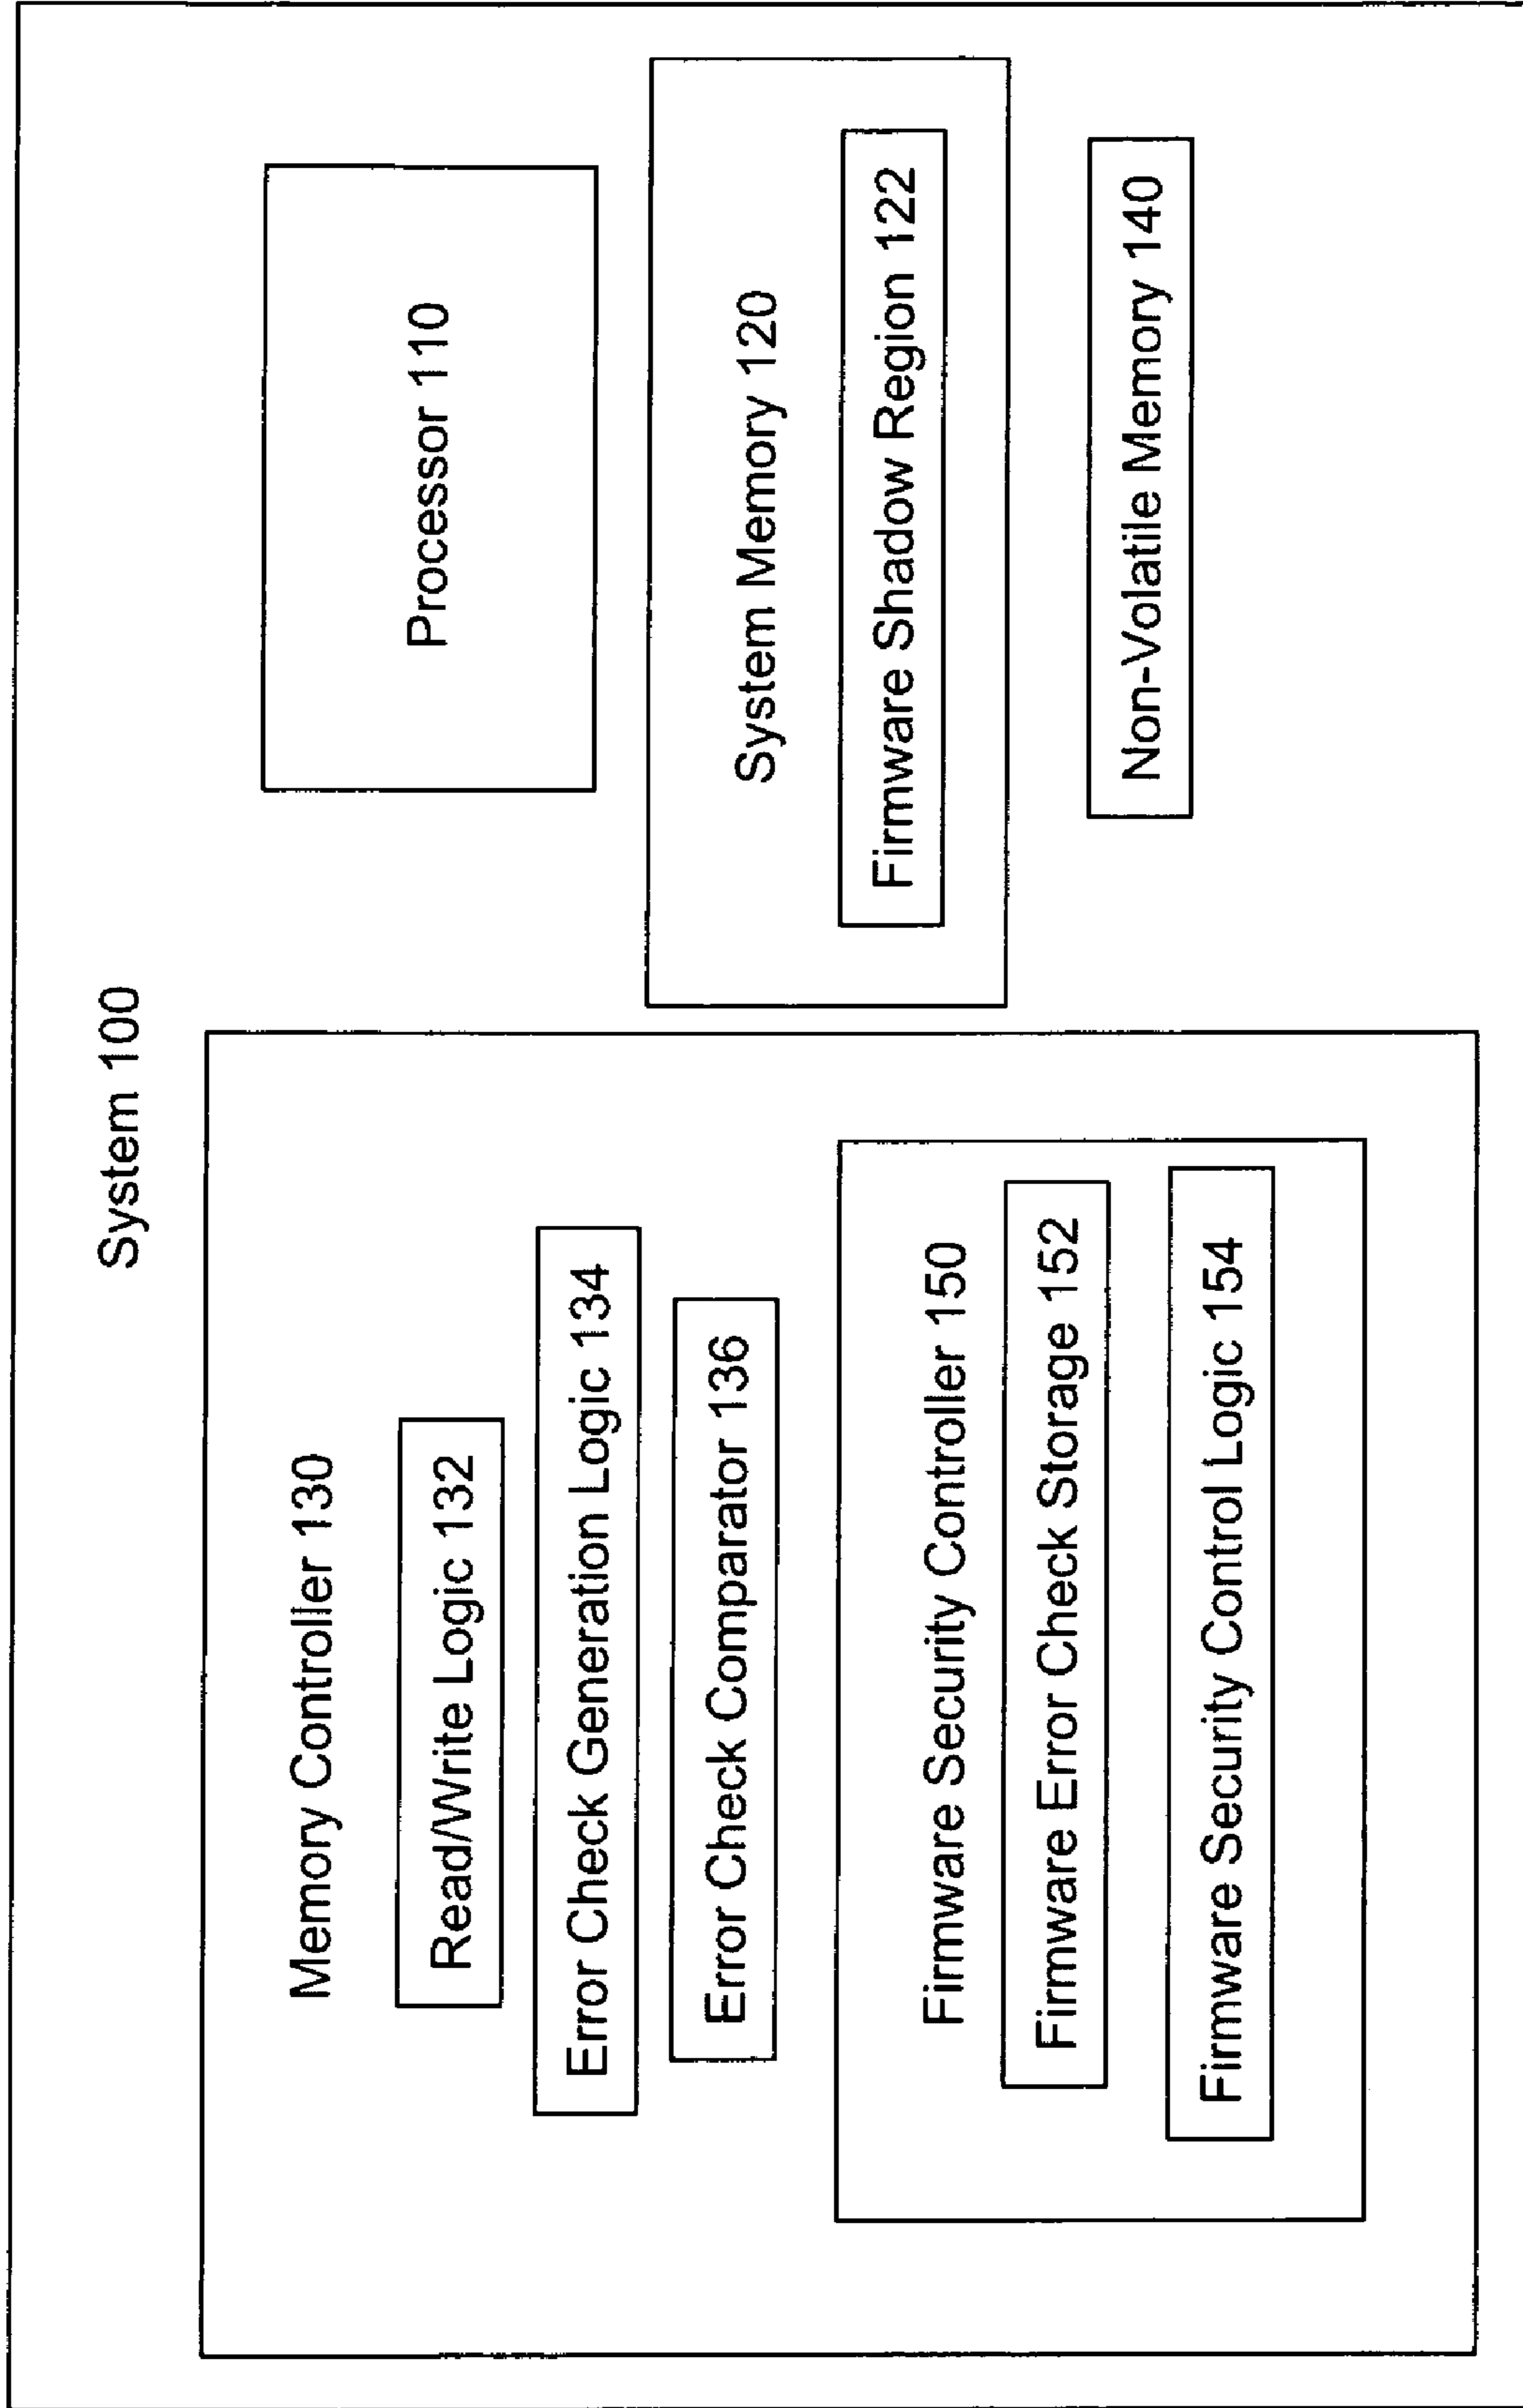 System 100
Memory Controller 130
Read/Write Logic 132
Error Check Generation Logic 134
Error Check Comparator 136
Firmware Security Controller 150
Firmware Error Check Storage 152
Firmware Security Control Logic 154
Processor 110
System Memory 120
Firmware Shadow Region 122
Non-Volatile Memory 140